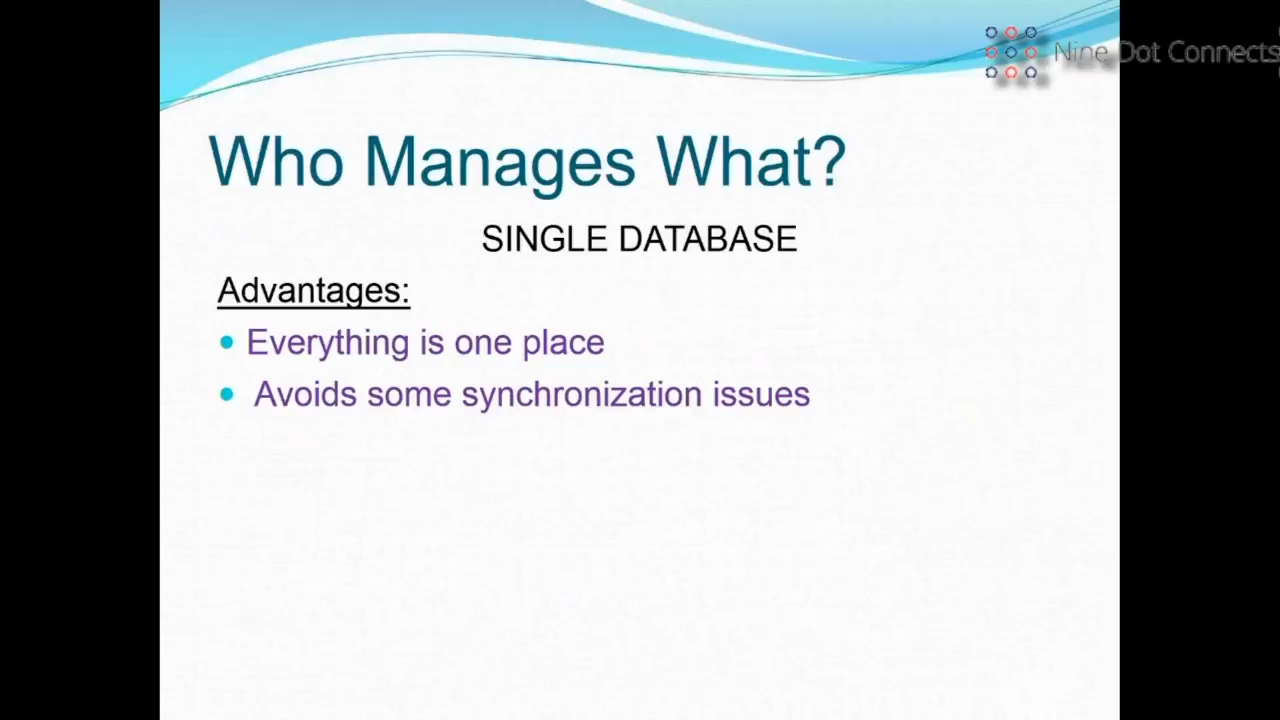 Nine Dot Connects
Who Manages What?
SINGLE DATABASE
Advantages:
Everything is one place
Avoids some synchronization issues